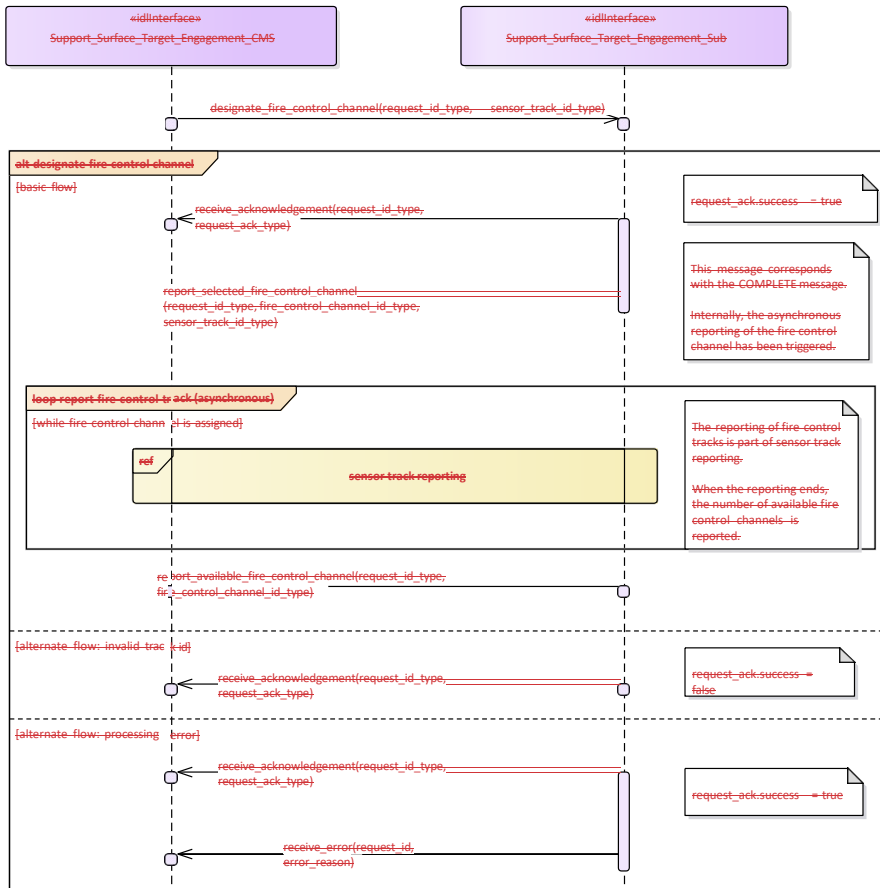 «idlInterface»
Support_Surface_Target_Engagement_CMS
«idlInterface»
Support_Surface_Target_Engagement_Sub
designate_fire_control_channel(request_id_type, sensor_track_id_type)
alt designate fire control channel
[basic flow]
receive_acknowledgement(request_id_type,
request_ack_type)
request_ack.success = true
This message corresponds
with the COMPLETE message.
Internally, the asynchronous
reporting of the fire control
channel has been triggered.
report_selected_fire_control_channel
(request_id_type, fire_control_channel_id_type,
sensor_track_id_type)
loop report fire control track (asynchronous)
[while fire control channel is assigned]
The reporting of fire control
tracks is part of sensor track
reporting.
When the reporting ends,
the number of available fire
control channels is
reported.
ref
sensor track reporting
report_available_fire_control_channel(request_id_type,
fire_control_channel_id_type)
[alternate flow: invalid track id]
receive_acknowledgement(request_id_type,
request_ack_type)
request_ack.success =
false
[alternate flow: processing error]
receive_acknowledgement(request_id_type,
request_ack_type)
request_ack.success = true
receive_error(request_id,
error_reason)